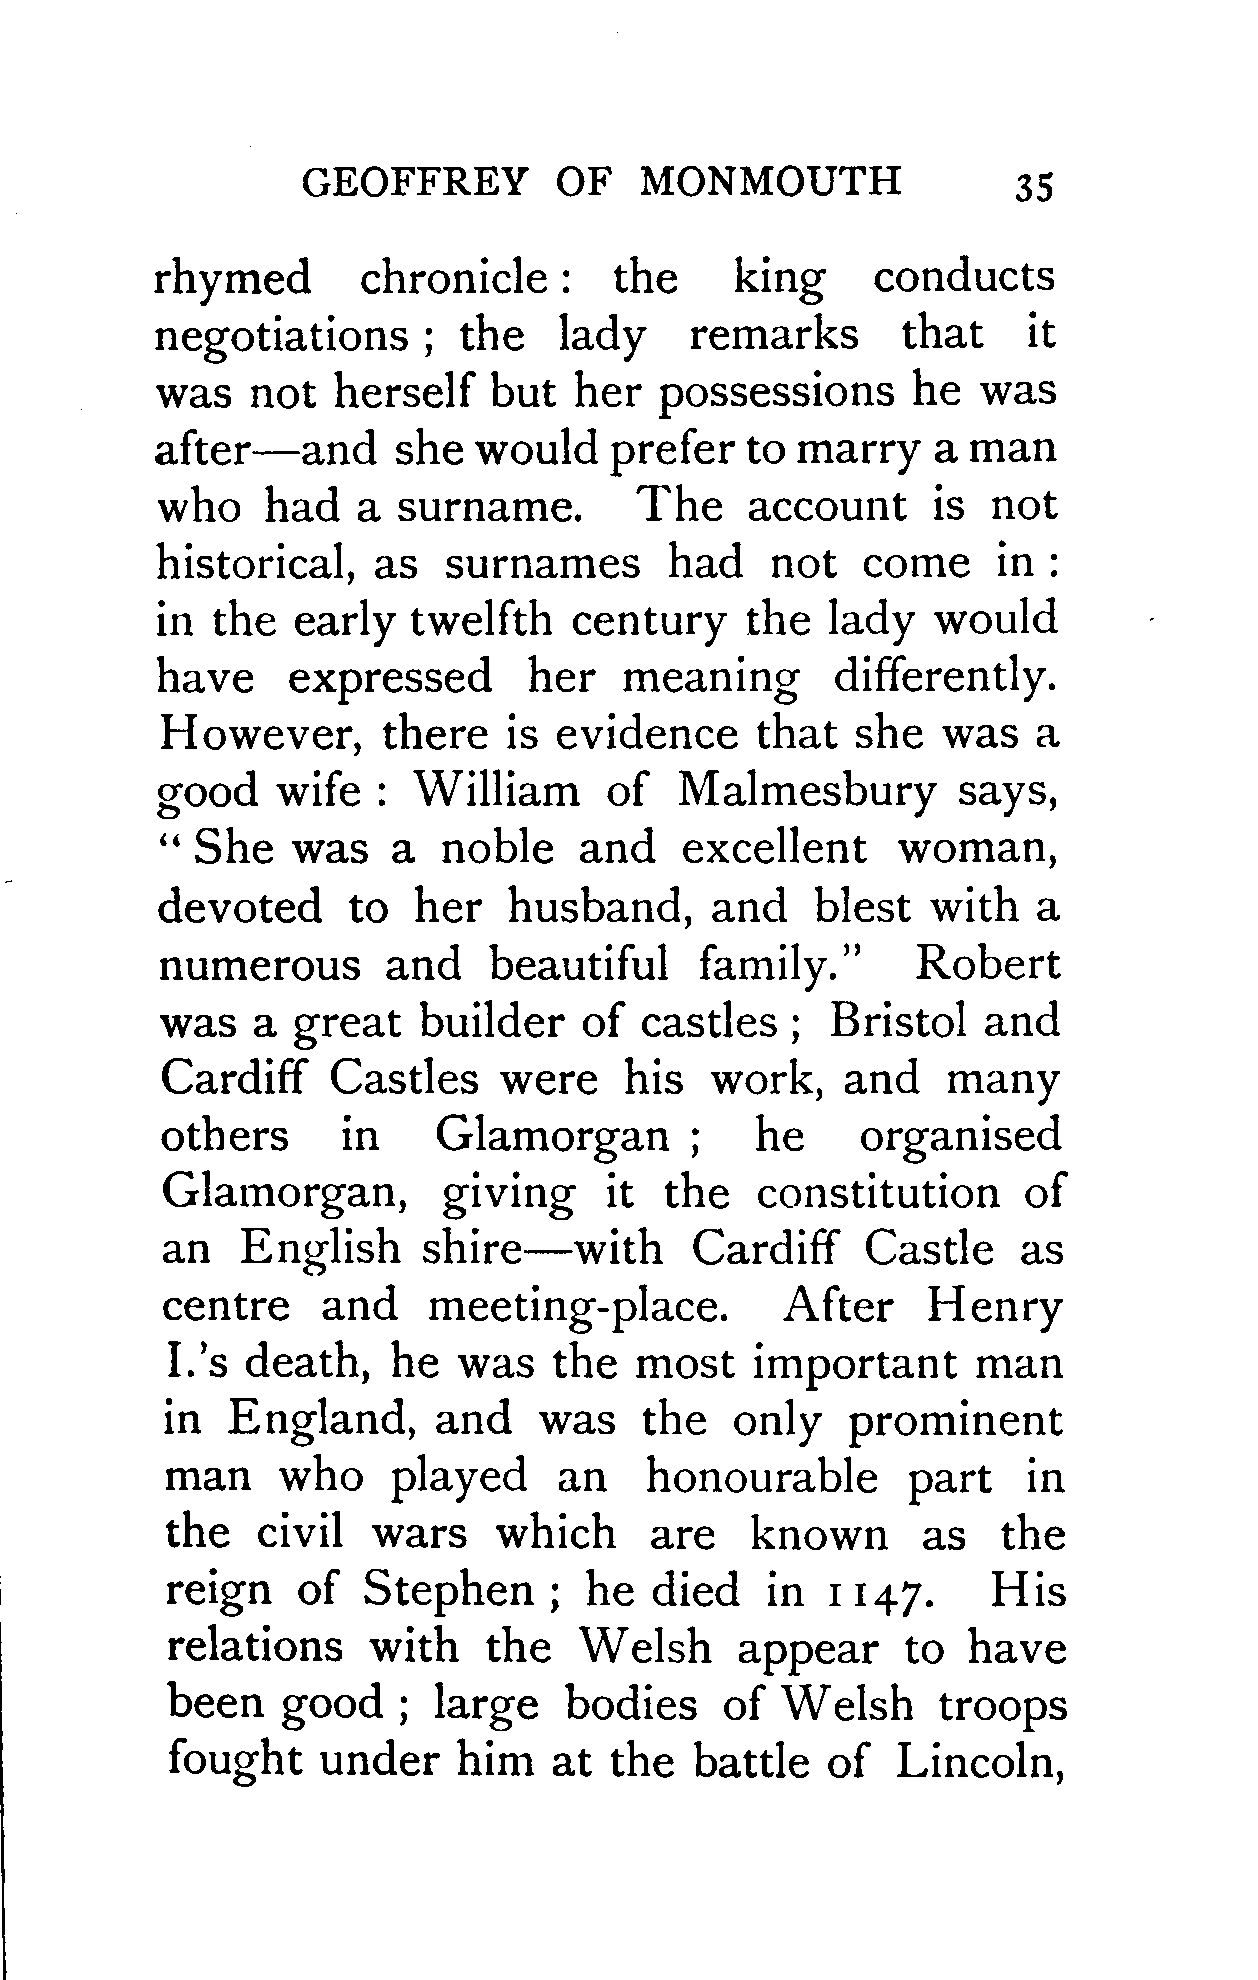 GEOFFREY OF MONMOUTH 35
rhymed chronicle : the king conducts
negotiations ; the lady remarks that it
was not herself but her possessions he was
after—and she would prefer to marry a man
who had a surname. The account is not
historical, as surnames had not come in :
in the early twelfth century the lady would
have expressed her meaning differently.
However, there is evidence that she was a
good wife : William of Malmesbury says,
“ She was a noble and excellent woman,
devoted to her husband, and blest with a
numerous and beautiful family.” Robert
was a great builder of castles ; Bristol and
Cardiff Castles were his work, and many
others in Glamorgan ; he organised
Glamorgan, giving it the constitution of
an English shire—with Cardiff Castle as
centre and meeting-place. After Henry
I.’s death, he was the most important man
in England, and was the only prominent
man who played an honourable part in
the civil wars which are known as the
reign of Stephen ; he died in 1147. His
relations with the Welsh appear to have
been good ; large bodies of Welsh troops
fought under him at the battle of Lincoln,